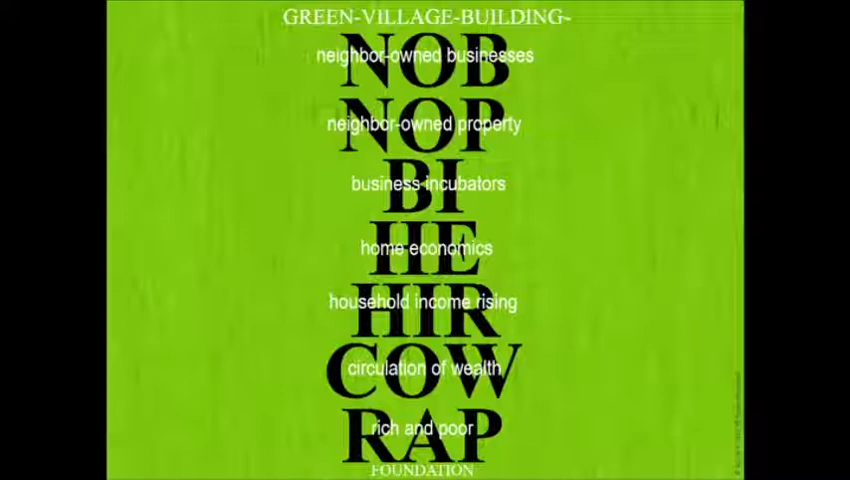 GREEN-VILLAGE-BUILDING-
NOB
neighbor-owned businesses
NOP
neighbor-owned property
BI
business incubators
HE
home economics
HIR
household income rising
COW
circulation of wealth
RAP
rich and poor
FOUNDATION